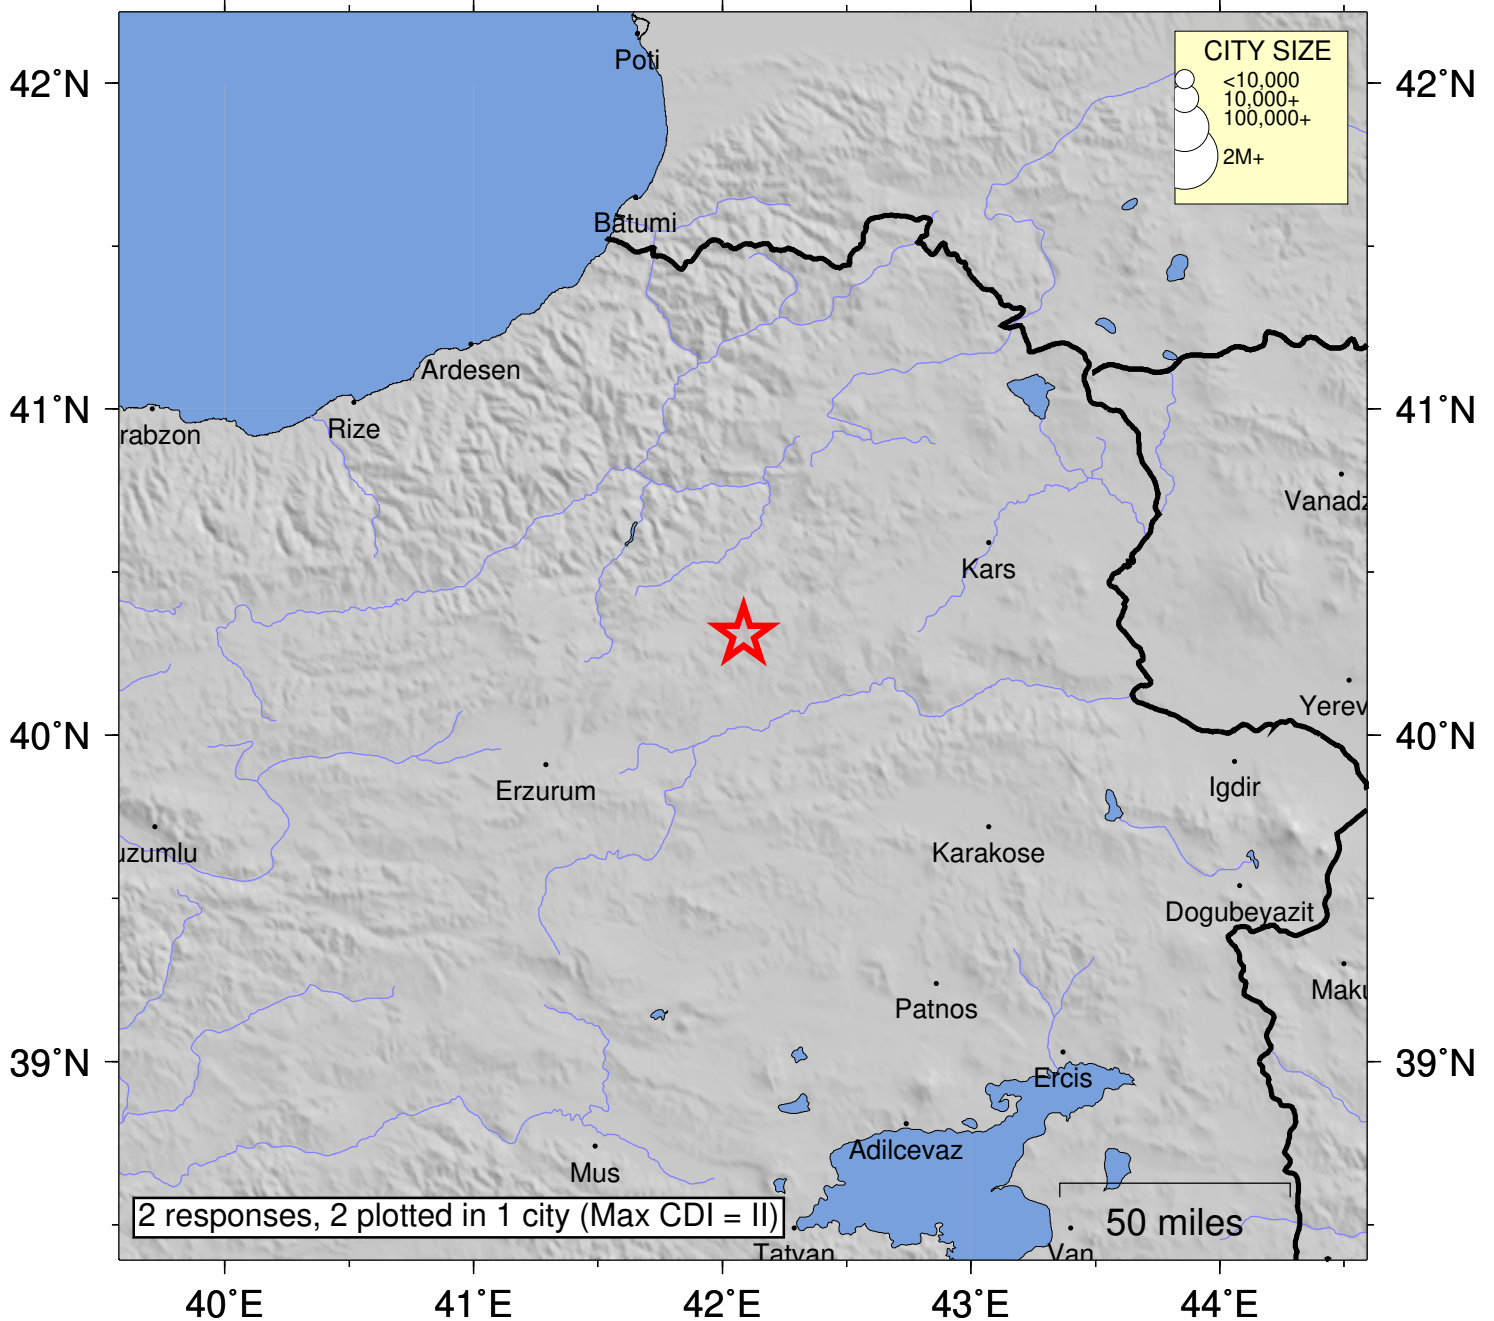 Poti
CITY SIZE
<10,000
10,000+
100,000+
2M+
42°N
42°N
Batumi
Ardesen
41°N
41°N
rabzon
Rize
Vanadz
Kars
Yerev
40°N
40°N
Erzurum
Igdir
uzumlu
Karakose
Dogubeyazit
Maku
Patnos
39°N
39°N
Ercis
Adilcevaz
Mus
2 responses, 2 plotted in 1 city (Max CDI = II)
50 miles
Tatvan
Van
40°E
41°E
42°E
43°E
44°E